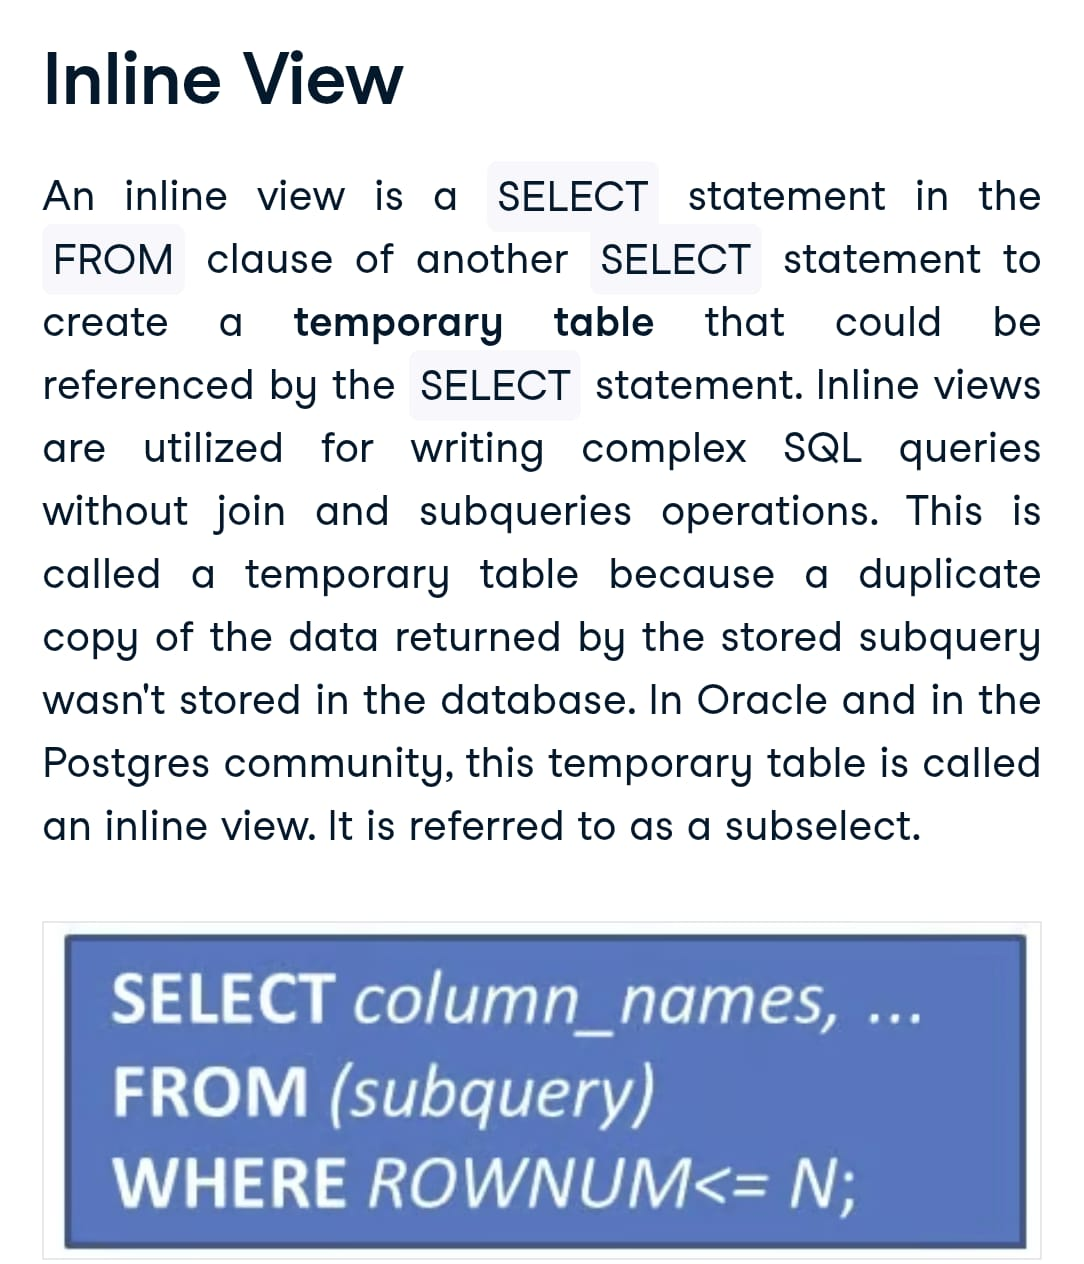 Inline View
An inline view is a SELECT statement in the
FROM clause of another SELECT statement to
create a temporary table that could be
referenced by the SELECT statement. Inline views
are utilized for writing complex SQL queries
without join and subqueries operations. This is
called a temporary table because a duplicate
copy of the data returned by the stored subquery
wasn't stored in the database. In Oracle and in the
Postgres community, this temporary table is called
an inline view. It is referred to as a subselect.
SELECT column_names, ...
FROM (subquery)
WHERE ROWNUM<= N;